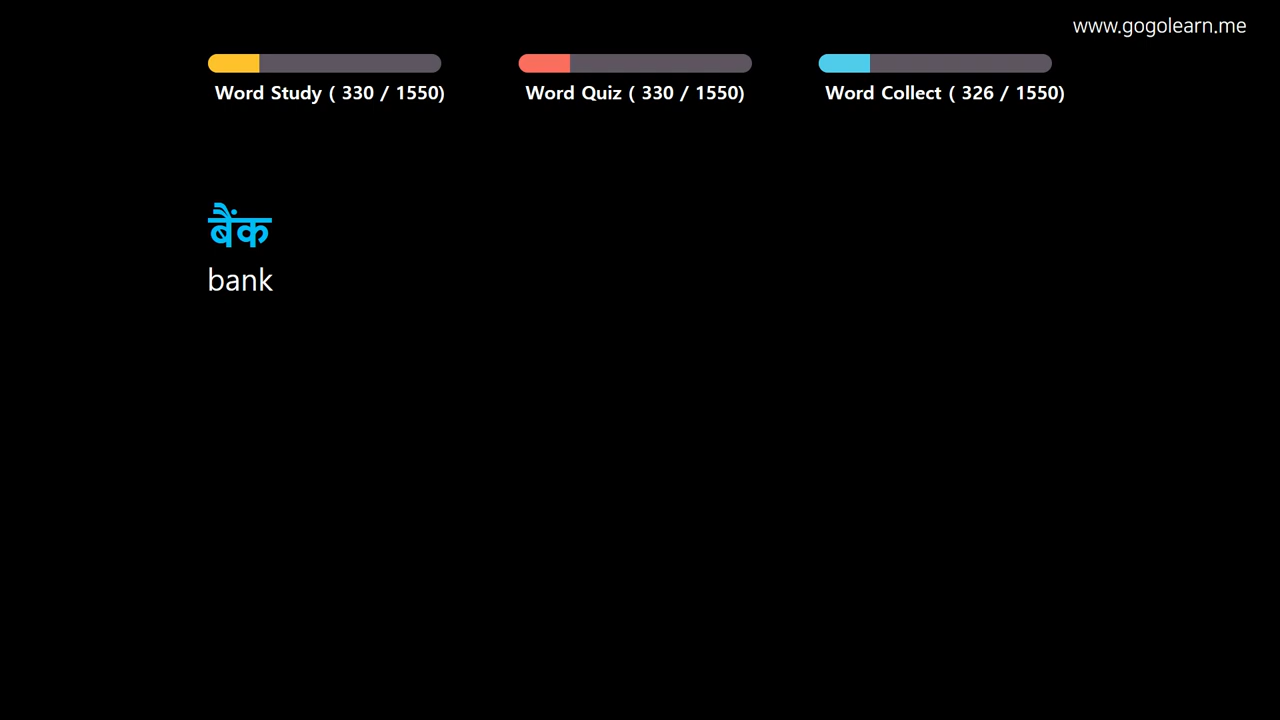 www.gogolearn.me
Word Study ( 330 / 1550)
Word Quiz ( 330 / 1550)
Word Collect ( 326 / 1550)
बैंक
bank